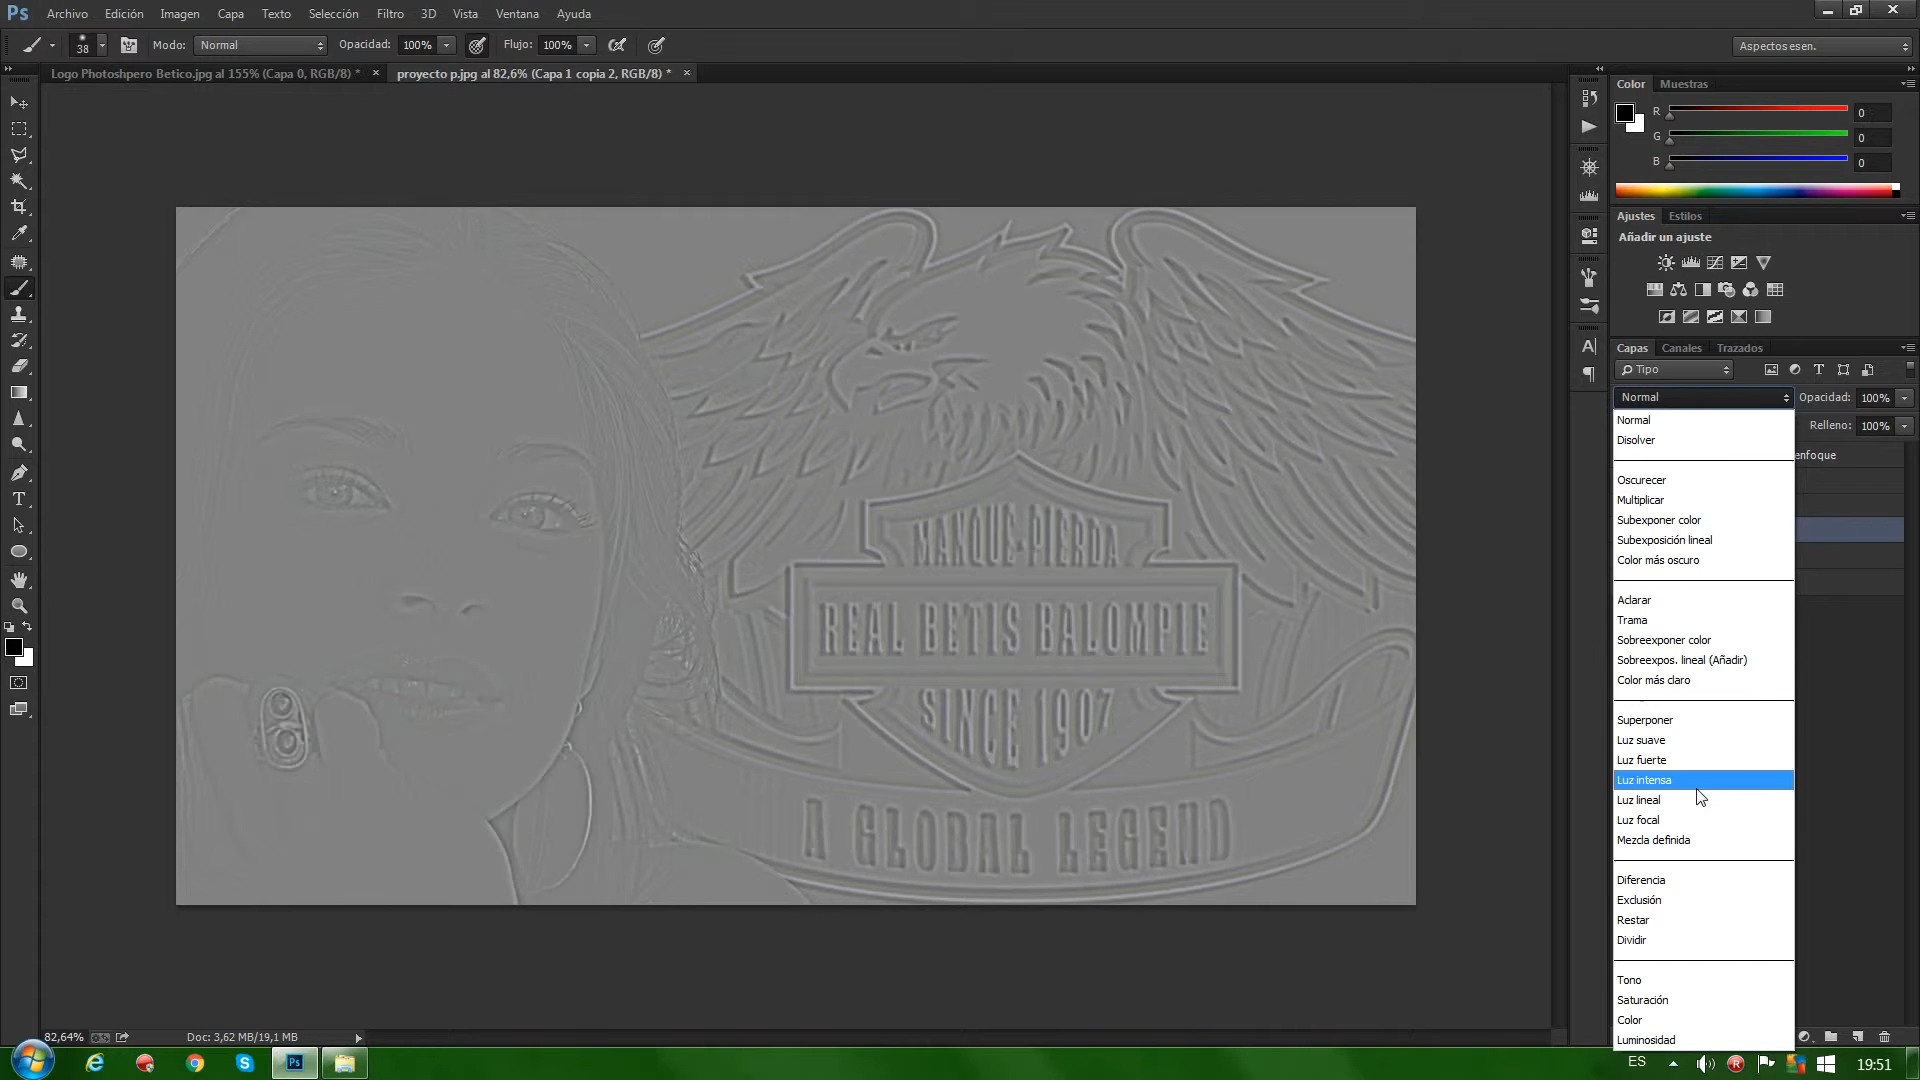 Ps Archivo Edición Imagen Capa Texto Selección Filtro 3D Vista Ventana Ayuda
38 Modo: Normal Opacidad: 100% Flujo: 100% Aspectos esen.
Logo Photoshpero Betico.jpg al 155% (Capa 0, RGB/8) * × proyecto p.jpg al 82,6% (Capa 1 copia 2, RGB/8) * ×
Color Muestras
R 0
G 0
B 0
Ajustes Estilos
Añadir un ajuste
Capas Canales Trazados
Tipo
Normal Opacidad: 100%
Relleno: 100%
enfoque
Normal
Disolver
Oscurecer
Multiplicar
Subexponer color
Subexposición lineal
Color más oscuro
Aclarar
Trama
Sobreexponer color
Sobreexpos. lineal (Añadir)
Color más claro
Superponer
Luz suave
Luz fuerte
Luz intensa
Luz lineal
Luz focal
Mezcla definida
Diferencia
Exclusión
Restar
Dividir
Tono
Saturación
Color
Luminosidad
MANQUE-PIERDA
REAL BETIS BALOMPIE
SINCE 1907
A GLOBAL LEGEND
82,64% Doc: 3,62 MB/19,1 MB
Ps ES 19:51